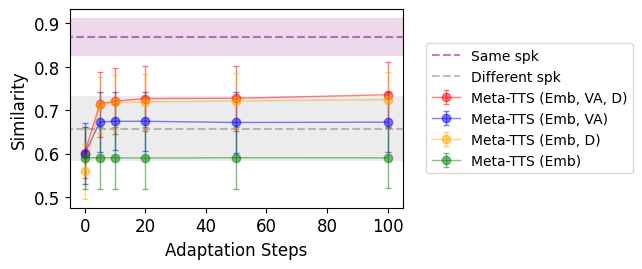 0.9
0.8
0.7
0.6
0.5
Similarity
0 20 40 60 80 100
Adaptation Steps
Same spk
Different spk
Meta-TTS (Emb, VA, D)
Meta-TTS (Emb, VA)
Meta-TTS (Emb, D)
Meta-TTS (Emb)